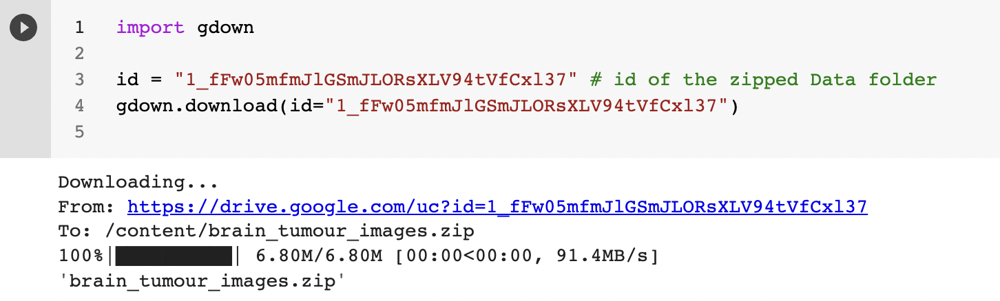 1 import gdown
2
3 id = "1_fFw05mfmJlGSmJLORsXLV94tVfCxl37" # id of the zipped Data folder
4 gdown.download(id="1_fFw05mfmJlGSmJLORsXLV94tVfCxl37")
5
Downloading...
From: https://drive.google.com/uc?id=1_fFw05mfmJlGSmJLORsXLV94tVfCxl37
To: /content/brain_tumour_images.zip
100%|██████████| 6.80M/6.80M [00:00<00:00, 91.4MB/s]
'brain_tumour_images.zip'